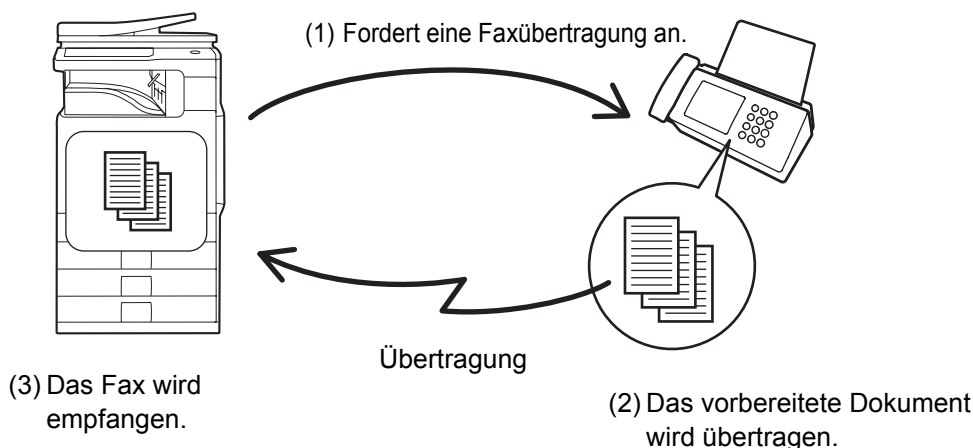 (1) Fordert eine Faxübertragung an.
Übertragung
(3) Das Fax wird
empfangen.
(2) Das vorbereitete Dokument
wird übertragen.